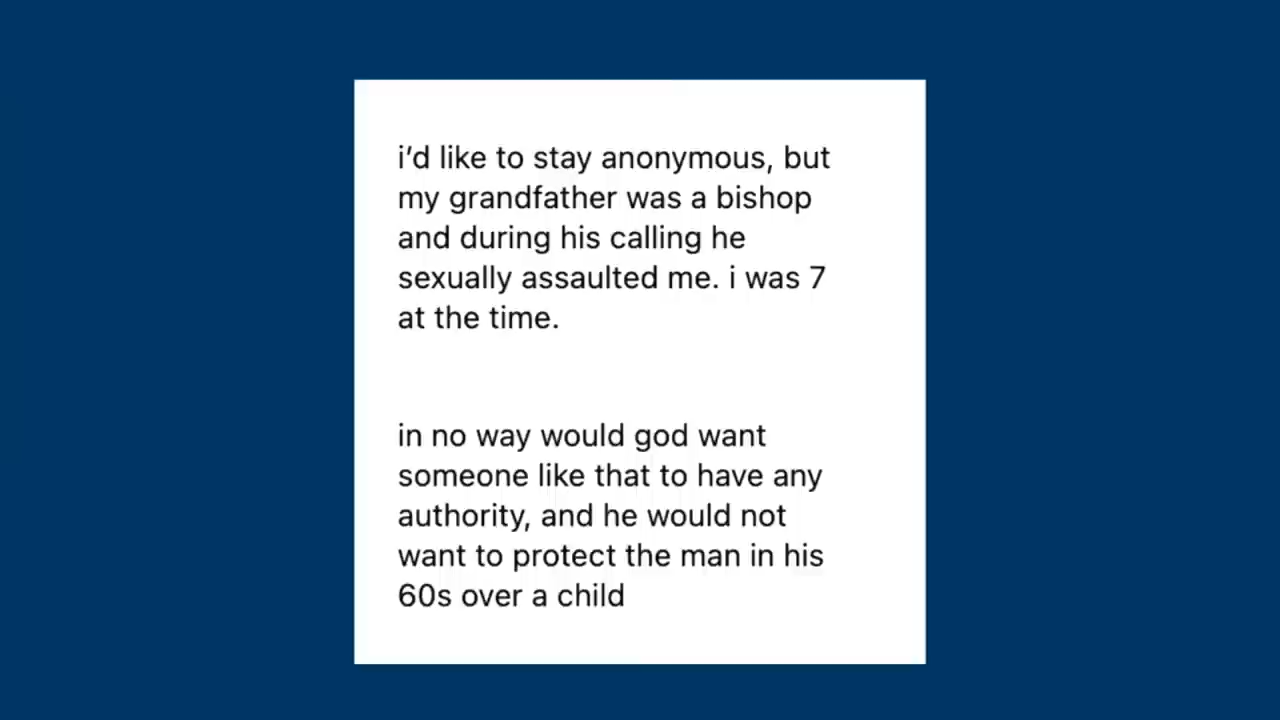 i’d like to stay anonymous, but
my grandfather was a bishop
and during his calling he
sexually assaulted me. i was 7
at the time.
in no way would god want
someone like that to have any
authority, and he would not
want to protect the man in his
60s over a child